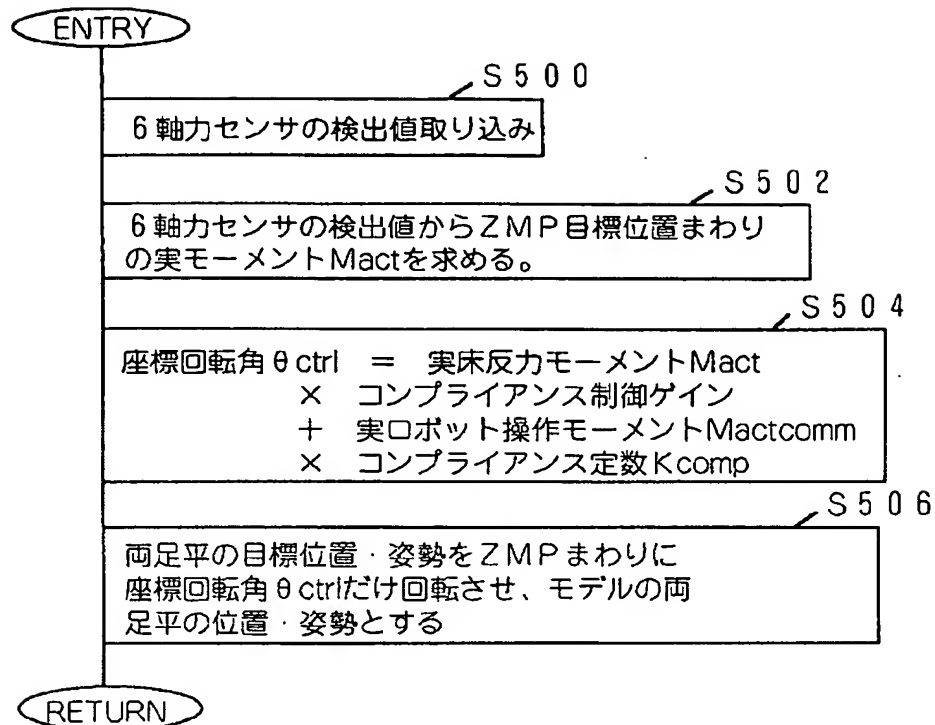 ENTRY
S500
6軸力センサの検出値取り込み
S502
6軸力センサの検出値からZMP目標位置まわり
の実モーメントMactを求める。
S504
座標回転角θctrl = 実床反力モーメントMact
× コンプライアンス制御ゲイン
+ 実ロボット操作モーメントMactcomm
× コンプライアンス定数Kcomp
S506
両足平の目標位置・姿勢をZMPまわりに
座標回転角θctrlだけ回転させ、モデルの両
足平の位置・姿勢とする
RETURN